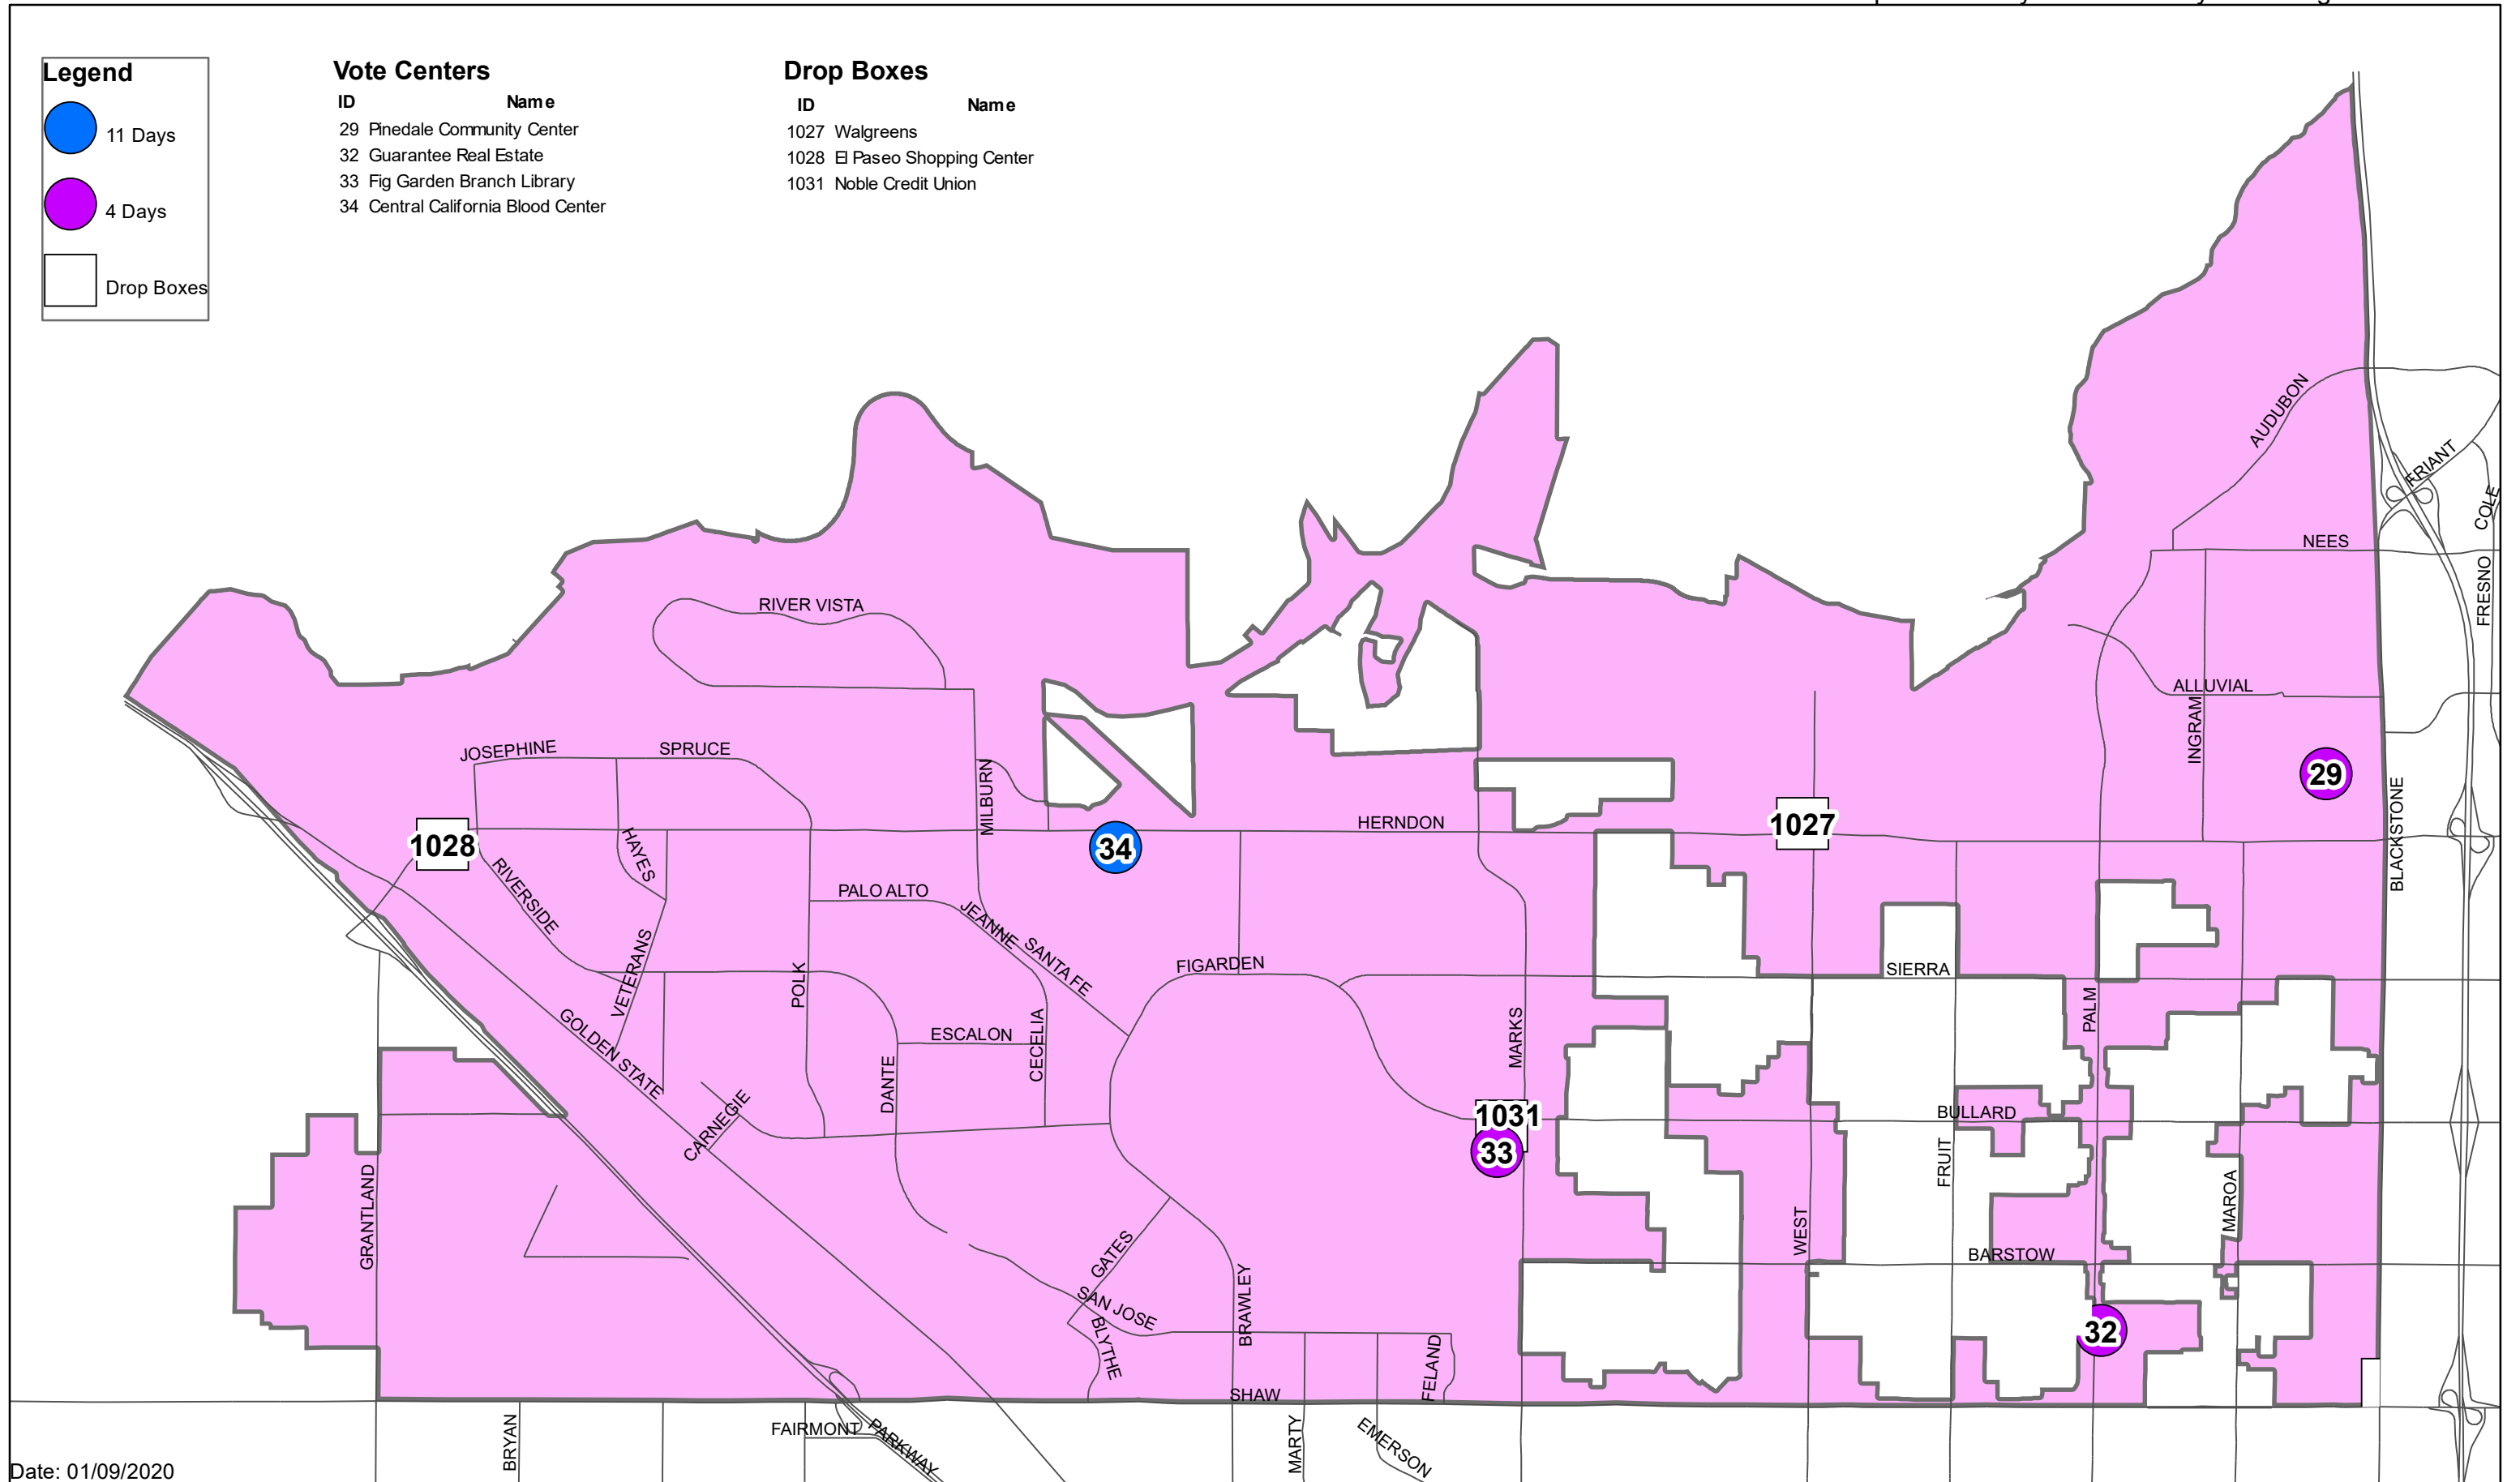 Legend
11 Days
4 Days
Drop Boxes
Vote Centers
ID Name
29 Pinedale Community Center
32 Guarantee Real Estate
33 Fig Garden Branch Library
34 Central California Blood Center
Drop Boxes
ID Name
1027 Walgreens
1028 El Paseo Shopping Center
1031 Noble Credit Union
AUDUBON
FRIANT
COLE
NEES
FRESNO
RIVER VISTA
ALLUVIAL
INGRAM
JOSEPHINE
SPRUCE
MILBURN
29
BLACKSTONE
HERNDON
1027
1028
34
HAYES
RIVERSIDE
PALO ALTO
JEANNE
SANTA FE
VETERANS
POLK
FIGARDEN
SIERRA
GOLDEN STATE
ESCALON
CECELIA
DANTE
MARKS
PALM
CARNEGIE
1031
33
BULLARD
FRUIT
GRANTLAND
MAROA
WEST
GATES
BARSTOW
SAN JOSE
BLYTHE
BRAWLEY
FELAND
32
SHAW
BRYAN
FAIRMONT
PARKWAY
MARTY
EMERSON
Date: 01/09/2020